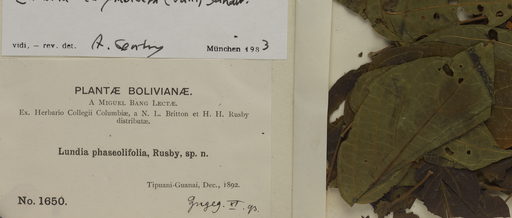 vidi, – rev. det. A. Gentry München 1983
PLANTÆ BOLIVIANÆ.
A MIGUEL BANG LECTÆ.
Ex. Herbario Collegii Columbiæ, a N. L. Britton et H. H. Rusby
distributæ.
Lundia phaseolifolia, Rusby, sp. n.
Tipuani-Guanai, Dec., 1892.
No. 1650.